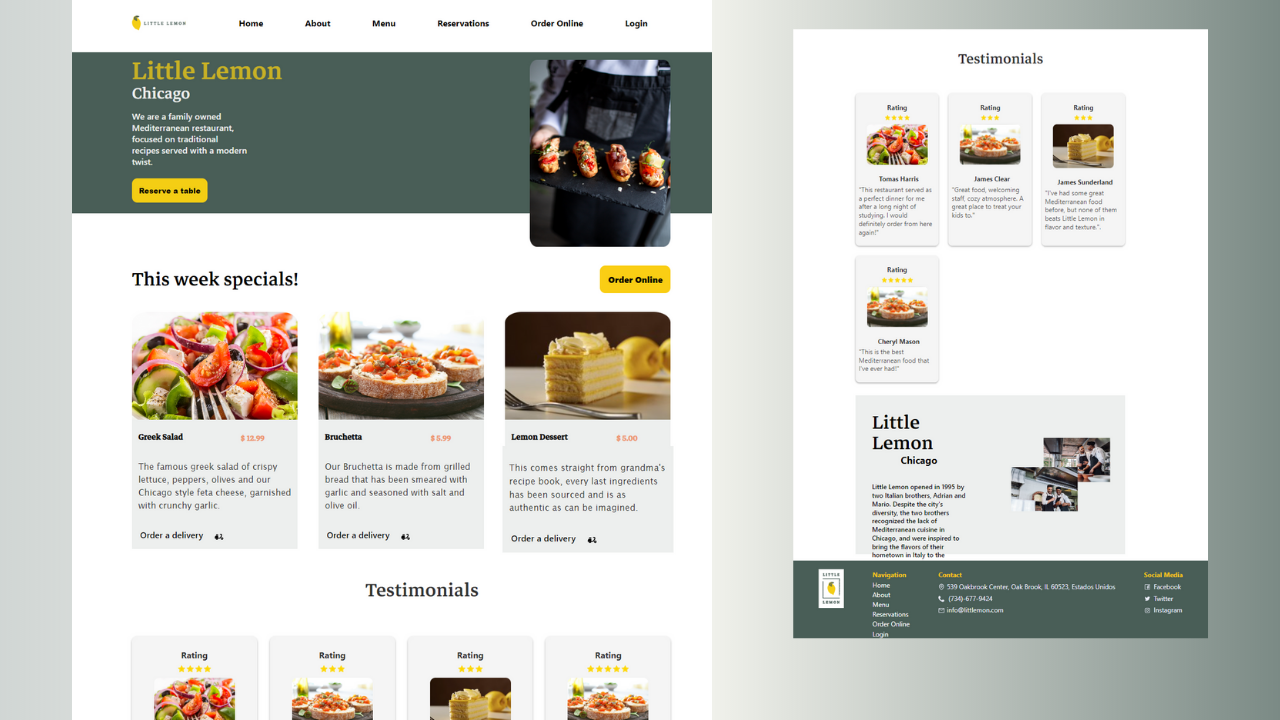 LITTLE LEMON
Home About Menu Reservations Order Online Login
Little Lemon
Chicago
We are a family owned
Mediterranean restaurant,
focused on traditional
recipes served with a modern
twist.
Reserve a table
This week specials!
Order Online
Greek Salad $ 12.99
The famous greek salad of crispy
lettuce, peppers, olives and our
Chicago style feta cheese, garnished
with crunchy garlic.
Order a delivery
Bruchetta $ 5.99
Our Bruchetta is made from grilled
bread that has been smeared with
garlic and seasoned with salt and
olive oil.
Order a delivery
Lemon Dessert $ 5.00
This comes straight from grandma's
recipe book, every last ingredients
has been sourced and is as
authentic as can be imagined.
Order a delivery
Testimonials
Rating Rating Rating Rating
Testimonials
Rating
Tomas Harris
"This restaurant served as
a perfect dinner for me
after a long night of
studying. I would
definitely order from here
again!"
Rating
James Clear
"Great food, welcoming
staff, cozy atmosphere. A
great place to treat your
kids to."
Rating
James Sunderland
"I've had some great
Mediterranean food
before, but none of them
beats Little Lemon in
flavor and texture.".
Rating
Cheryl Mason
"This is the best
Mediterranean food that
I've ever had!"
Little
Lemon
Chicago
Little Lemon opened in 1995 by
two Italian brothers, Adrian and
Mario. Despite the city's
diversity, the two brothers
recognized the lack of
Mediterranean cuisine in
Chicago, and were inspired to
bring the flavors of their
hometown in Italy to the
LITTLE
LEMON
Navigation
Home
About
Menu
Reservations
Order Online
Login
Contact
539 Oakbrook Center, Oak Brook, IL 60523, Estados Unidos
(734)-677-9424
info@littlemon.com
Social Media
Facebook
Twitter
Instagram